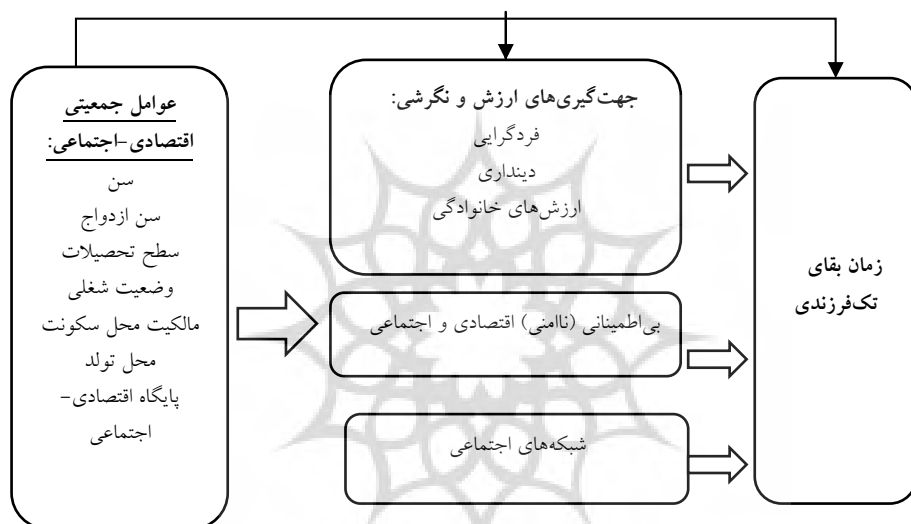 عوامل جمعیتی
اقتصادی-اجتماعی:
سن
سن ازدواج
سطح تحصیلات
وضعیت شغلی
مالکیت محل سکونت
محل تولد
پایگاه اقتصادی-
اجتماعی
جهت‌گیری‌های ارزش و نگرشی:
فردگرایی
دینداری
ارزش‌های خانوادگی
بی‌اطمینانی (ناامنی) اقتصادی و اجتماعی
شبکه‌های اجتماعی
زمان بقای
تک‌فرزندی